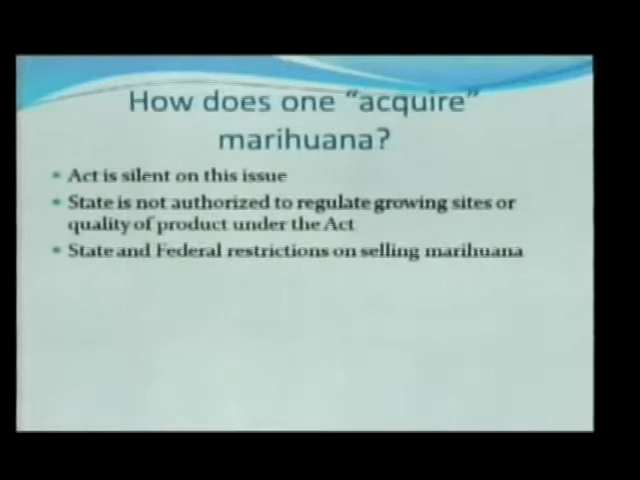 How does one “acquire”
marihuana?
• Act is silent on this issue
• State is not authorized to regulate growing sites or
quality of product under the Act
• State and Federal restrictions on selling marihuana